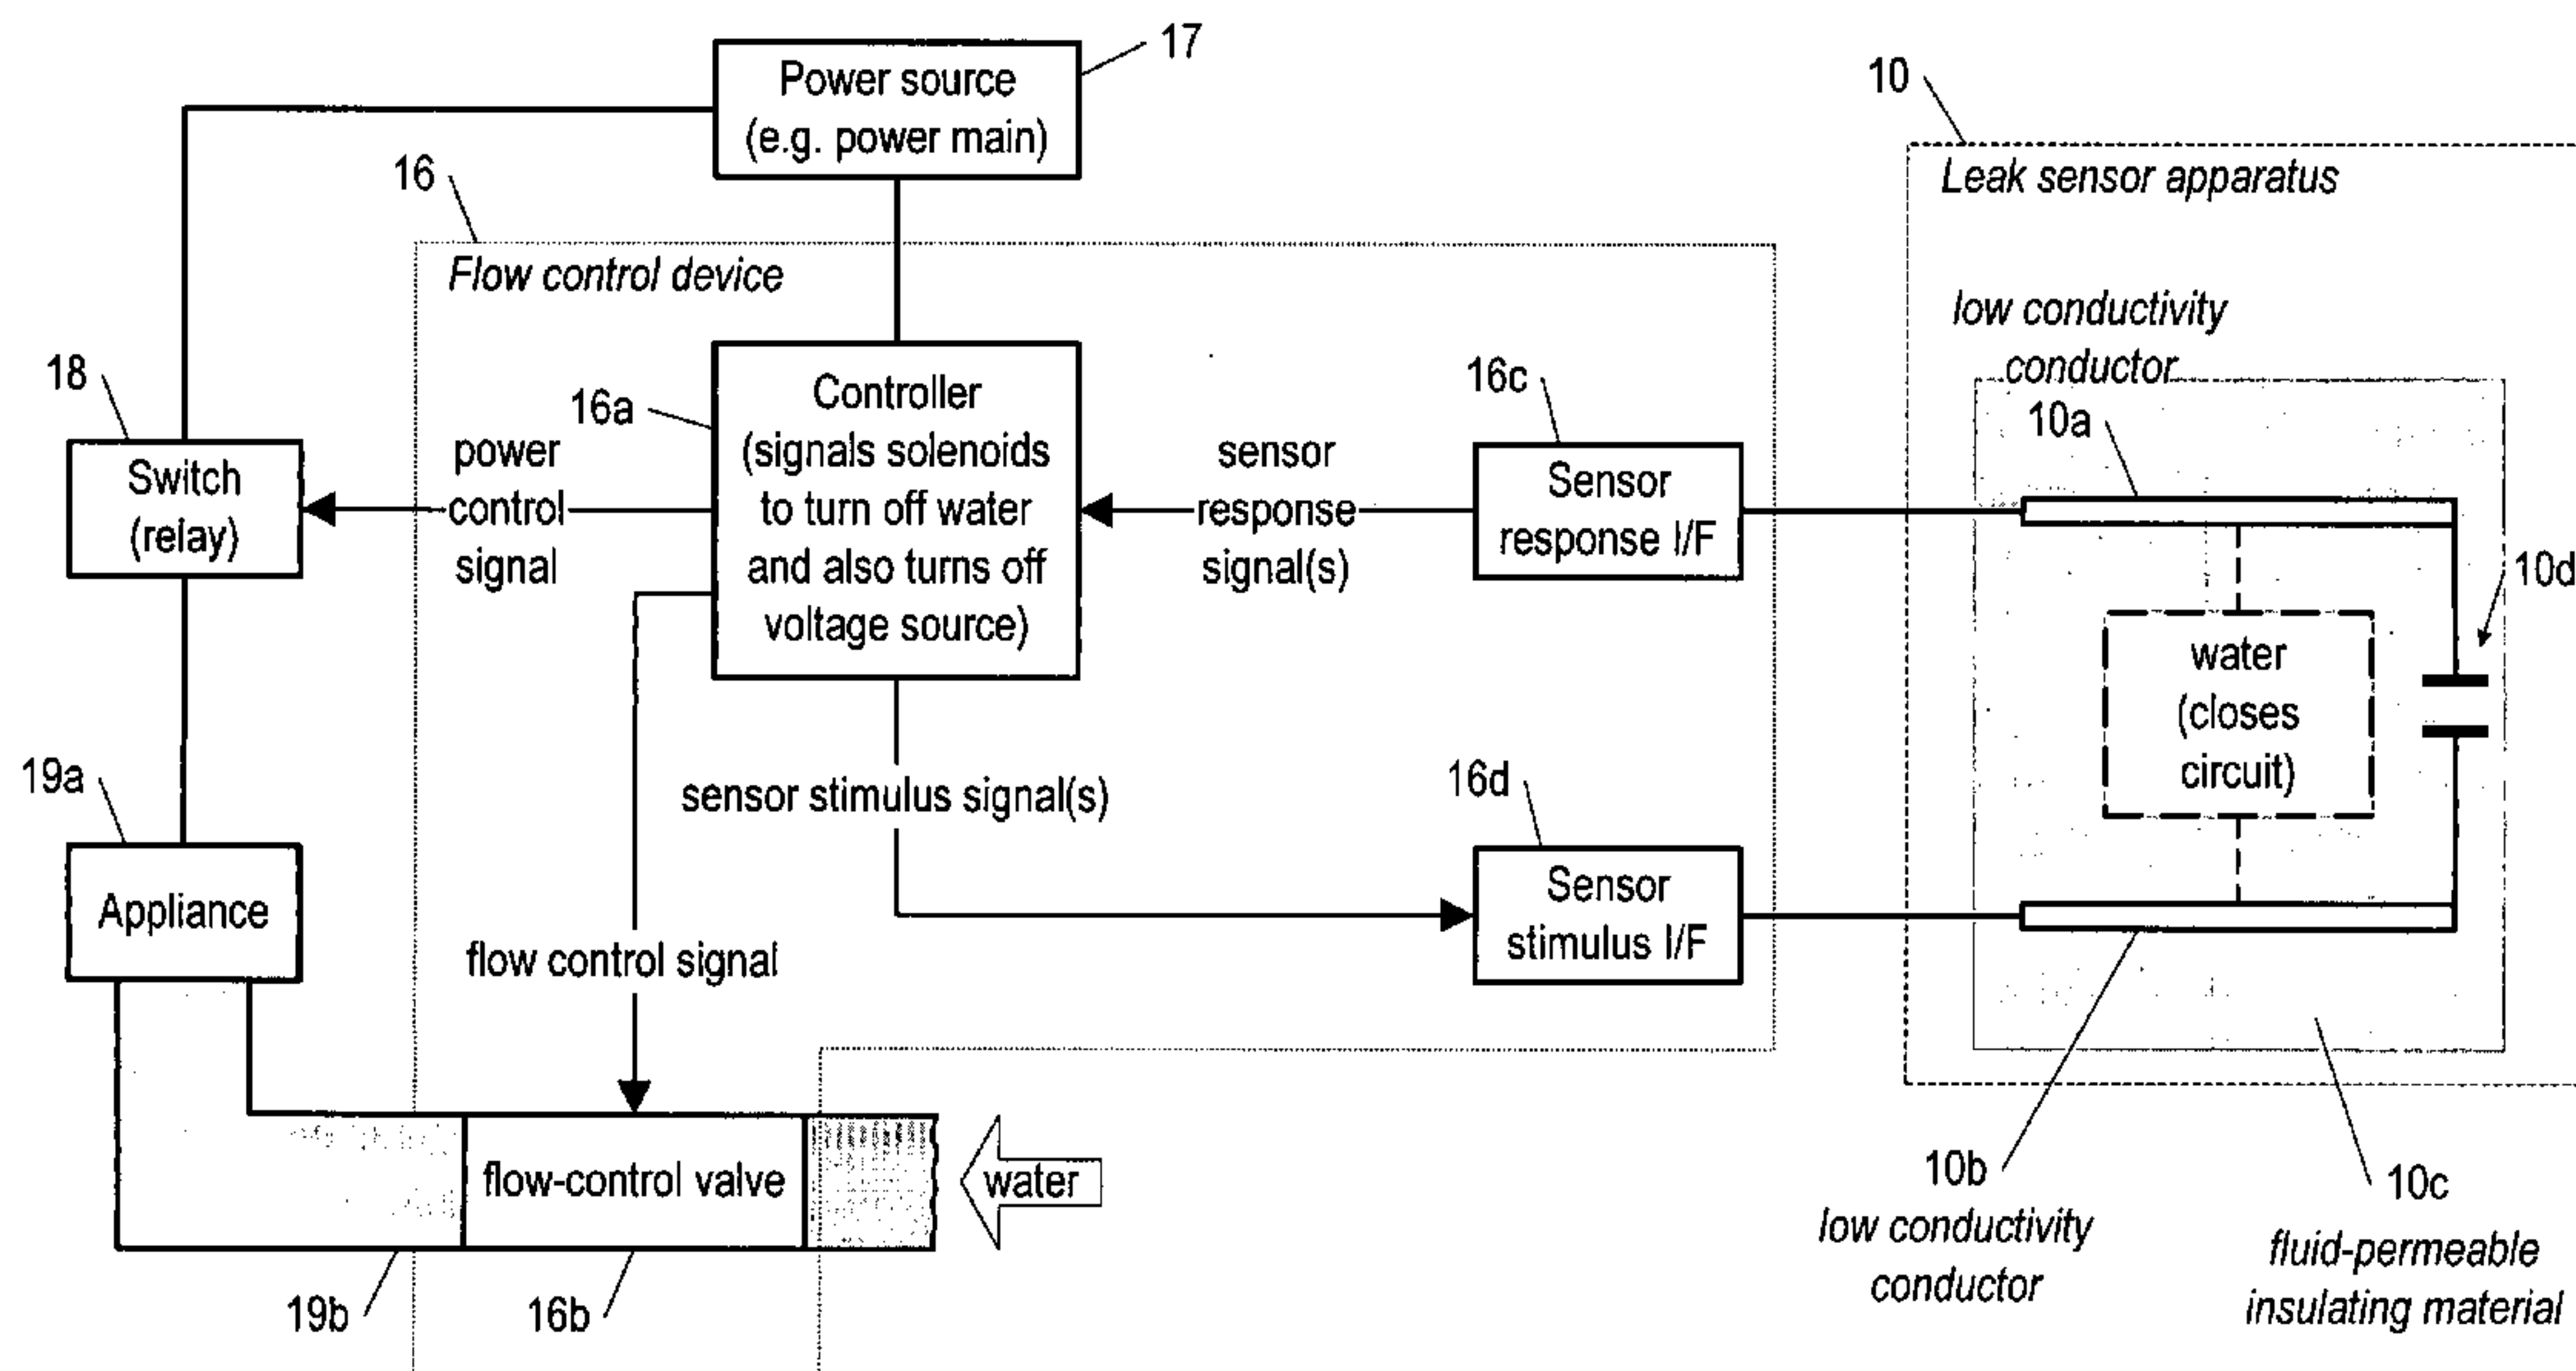 17
Power source
(e.g. power main)
10
Leak sensor apparatus
16
Flow control device
low conductivity
conductor
10a
18
Switch
(relay)
power
control
signal
16a
Controller
(signals solenoids
to turn off water
and also turns off
voltage source)
sensor
response
signal(s)
16c
Sensor
response I/F
10d
water
(closes
circuit)
19a
Appliance
sensor stimulus signal(s)
16d
Sensor
stimulus I/F
flow control signal
flow-control valve
water
19b
16b
10b
low conductivity
conductor
10c
fluid-permeable
insulating material